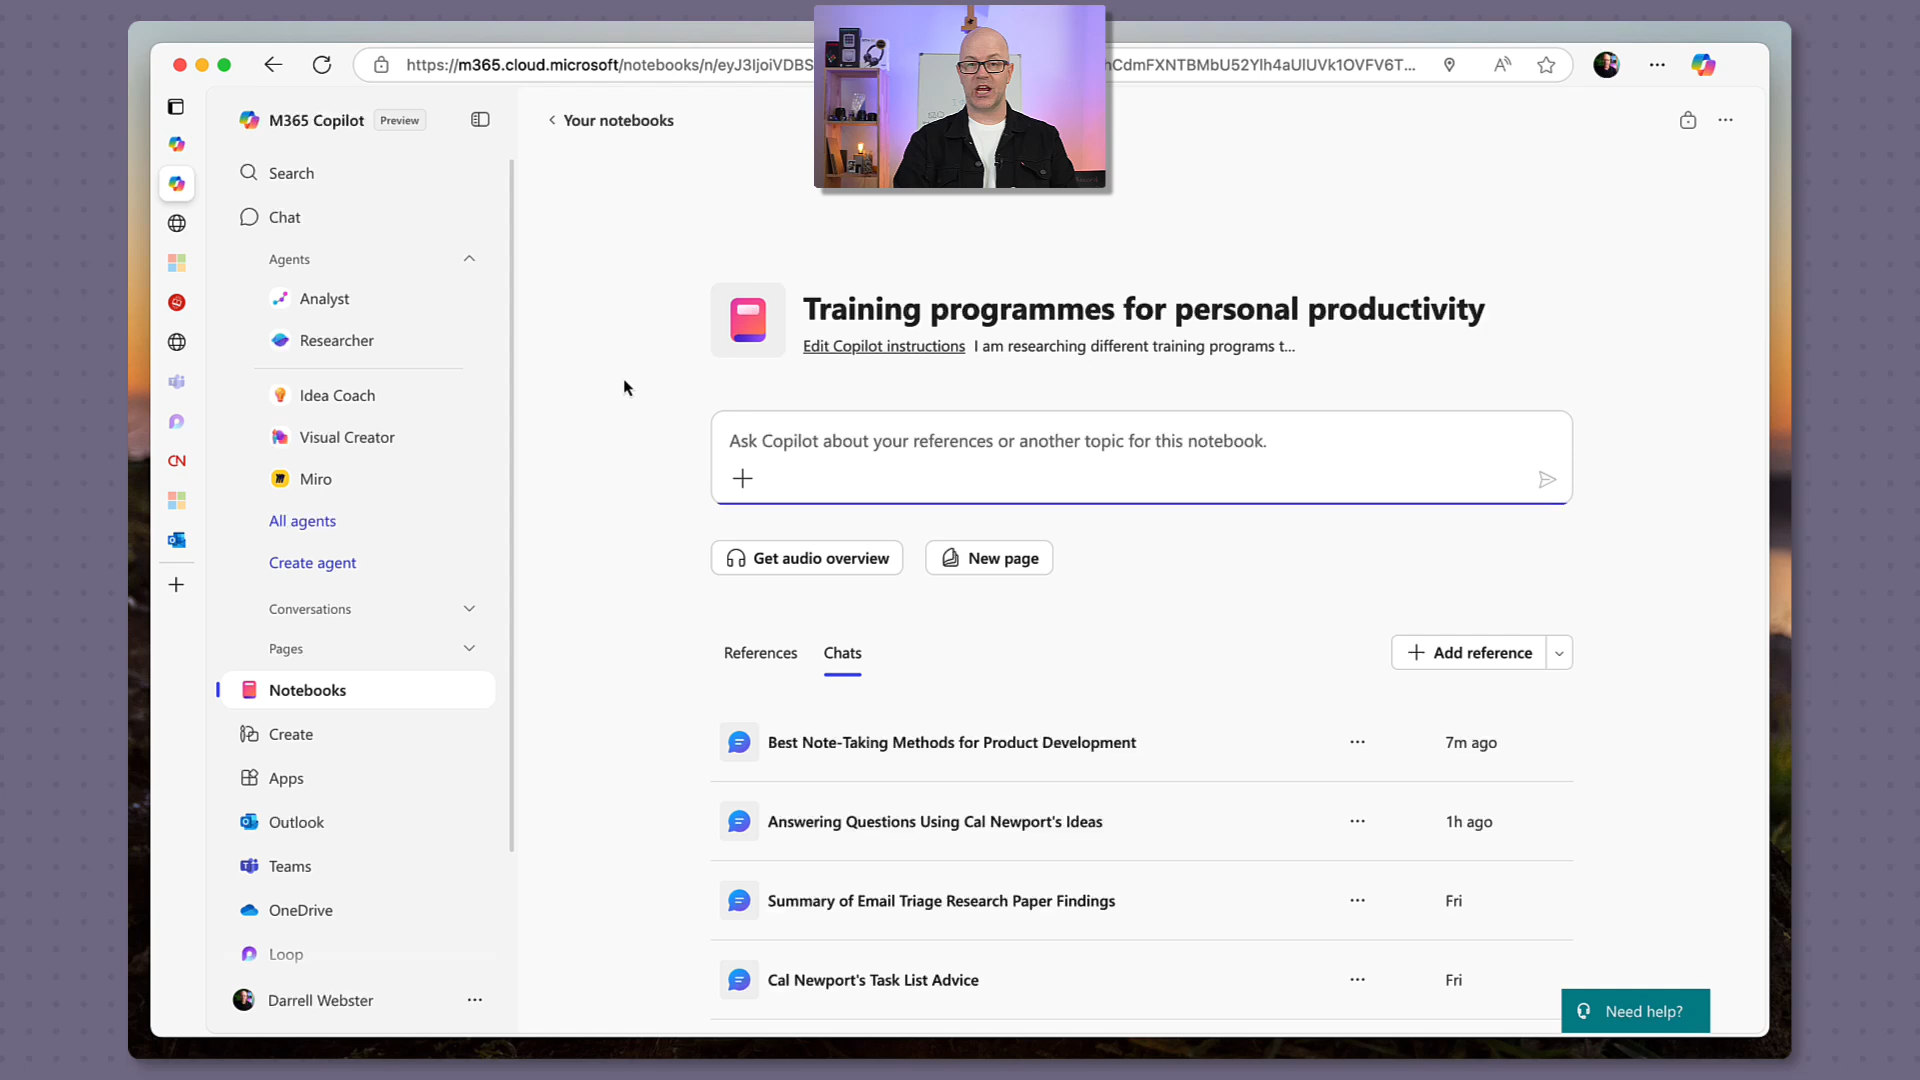 https://m365.cloud.microsoft/notebooks/n/eyJ3IjoiVDBS
CdmFXNTBMbU52Ylh4aUlUVk1OVFV6T...
M365 Copilot
Preview
Your notebooks
Search
Chat
Agents
Analyst
Researcher
Idea Coach
Visual Creator
Miro
All agents
Create agent
Conversations
Pages
Notebooks
Create
Apps
Outlook
Teams
OneDrive
Loop
Darrell Webster
CN
Training programmes for personal productivity
Edit Copilot instructions I am researching different training programs t...
Ask Copilot about your references or another topic for this notebook.
Get audio overview
New page
References
Chats
Add reference
Best Note-Taking Methods for Product Development
7m ago
Answering Questions Using Cal Newport's Ideas
1h ago
Summary of Email Triage Research Paper Findings
Fri
Cal Newport's Task List Advice
Fri
Need help?